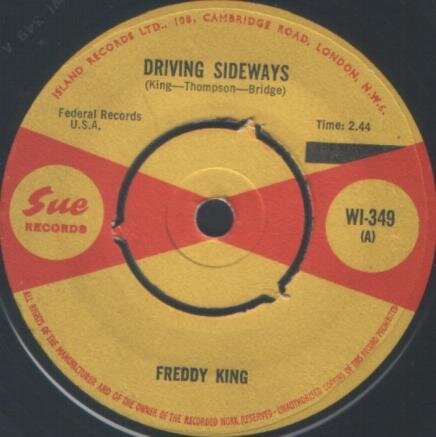 ISLAND RECORDS LTD., 108, CAMBRIDGE ROAD, LONDON, N.W.6.
DRIVING SIDEWAYS
(King—Thompson—Bridge)
Federal Records
U.S.A.
Time: 2.44
Sue
RECORDS
WI-349
(A)
FREDDY KING
ALL RIGHTS OF THE MANUFACTURER AND OF THE OWNER OF THE RECORDED WORK RESERVED · UNAUTHORISED COPYING OF THIS RECORD PROHIBITED